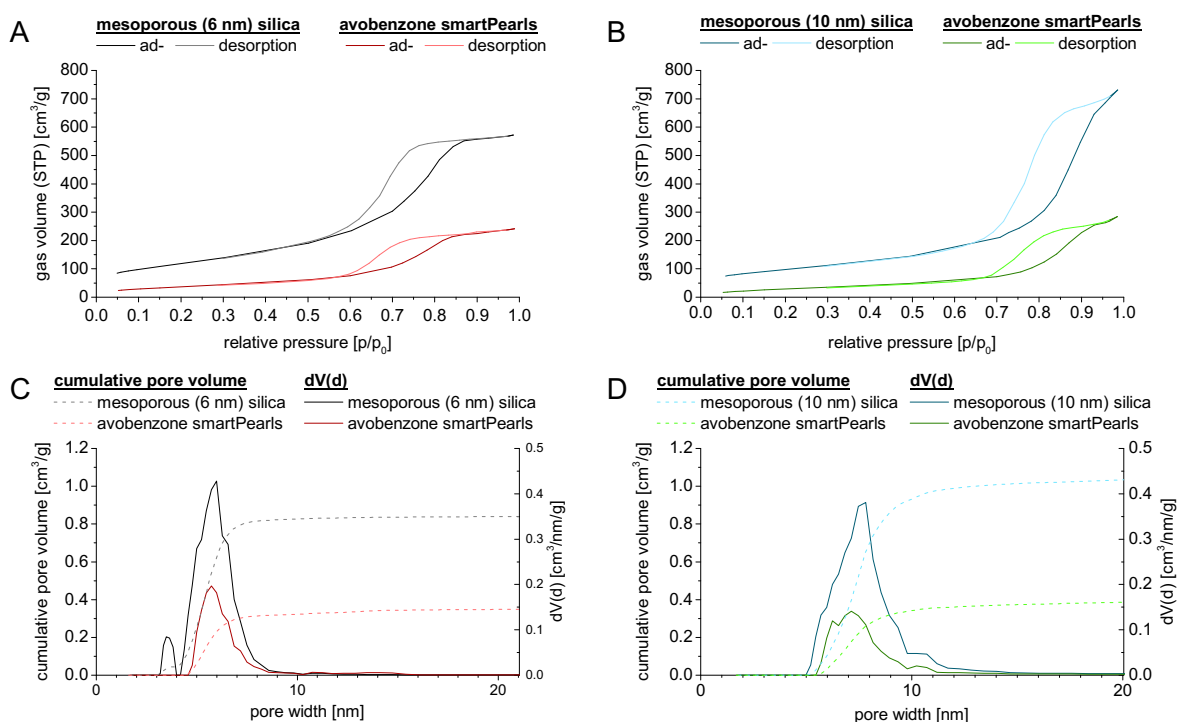 A
mesoporous (6 nm) silica
avobenzone smartPearls
ad-
desorption
ad-
desorption
gas volume (STP) [cm³/g]
800
700
600
500
400
300
200
100
0
0.0 0.1 0.2 0.3 0.4 0.5 0.6 0.7 0.8 0.9 1.0
relative pressure [p/p₀]
B
mesoporous (10 nm) silica
avobenzone smartPearls
ad-
desorption
ad-
desorption
gas volume (STP) [cm³/g]
800
700
600
500
400
300
200
100
0
0.0 0.1 0.2 0.3 0.4 0.5 0.6 0.7 0.8 0.9 1.0
relative pressure [p/p₀]
C
cumulative pore volume
dV(d)
mesoporous (6 nm) silica
mesoporous (6 nm) silica
avobenzone smartPearls
avobenzone smartPearls
cumulative pore volume [cm³/g]
1.2
1.0
0.8
0.6
0.4
0.2
0.0
0 10 20
pore width [nm]
0.5
0.4
0.3
0.2
0.1
0.0
dV(d) [cm³/nm/g]
D
cumulative pore volume
dV(d)
mesoporous (10 nm) silica
mesoporous (10 nm) silica
avobenzone smartPearls
avobenzone smartPearls
cumulative pore volume [cm³/g]
1.2
1.0
0.8
0.6
0.4
0.2
0.0
0 10 20
pore width [nm]
0.5
0.4
0.3
0.2
0.1
0.0
dV(d) [cm³/nm/g]